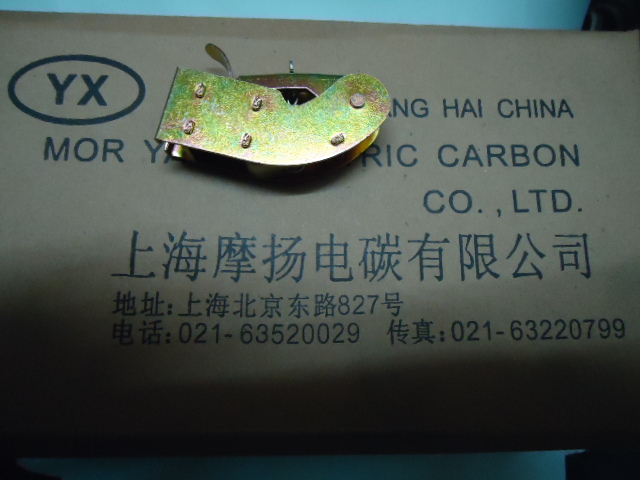 YX
ANG HAI CHINA
MOR Y RIC CARBON
CO., LTD.
上海摩扬电碳有限公司
地址:上海北京东路827号
电话:021-63520029 传真:021-63220799